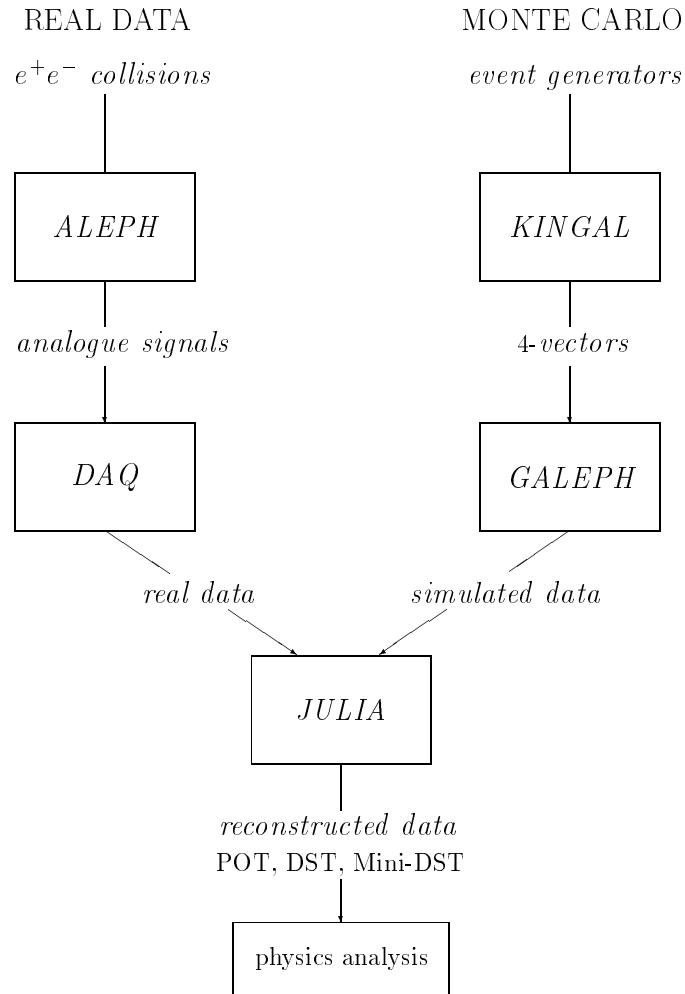 REAL DATA
MONTE CARLO
e⁺e⁻ collisions
event generators
ALEPH
KINGAL
analogue signals
4-vectors
DAQ
GALEPH
real data
simulated data
JULIA
reconstructed data
POT, DST, Mini-DST
physics analysis